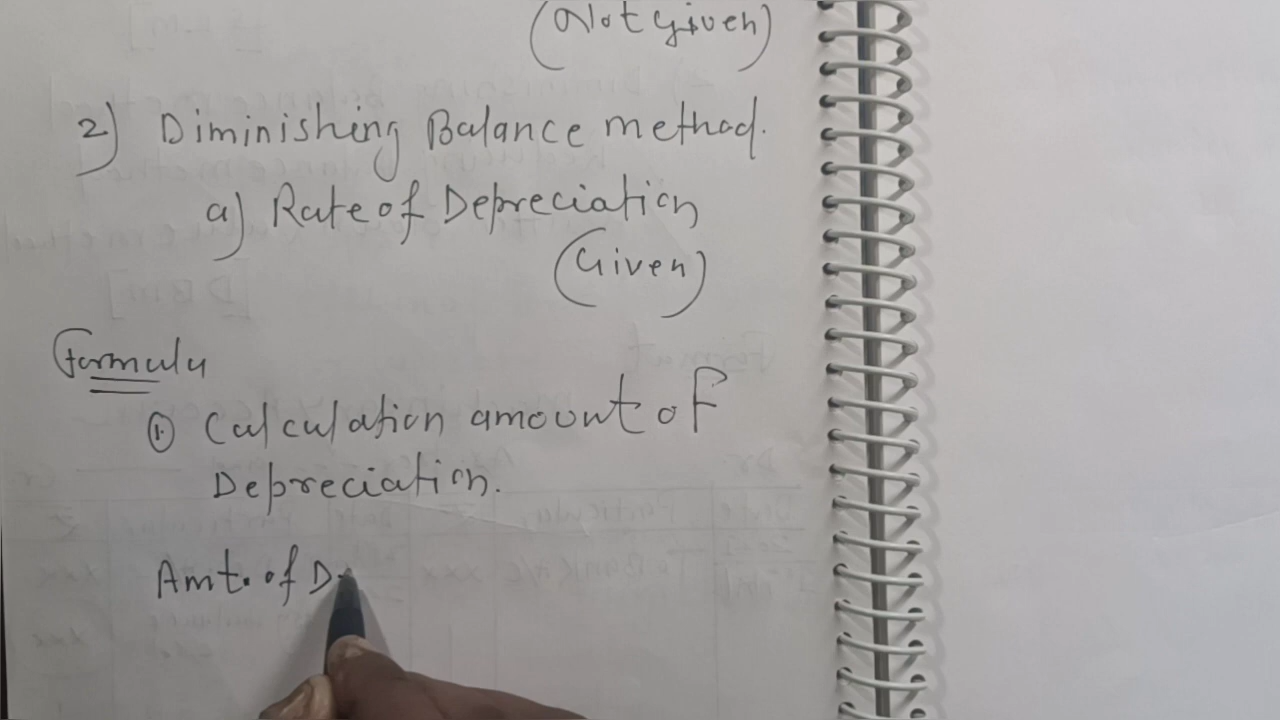 (Not Given)
2) Diminishing Balance method.
a) Rate of Depreciation
(Given)
Formula
① Calculation amount of
Depreciation.
Amt. of D